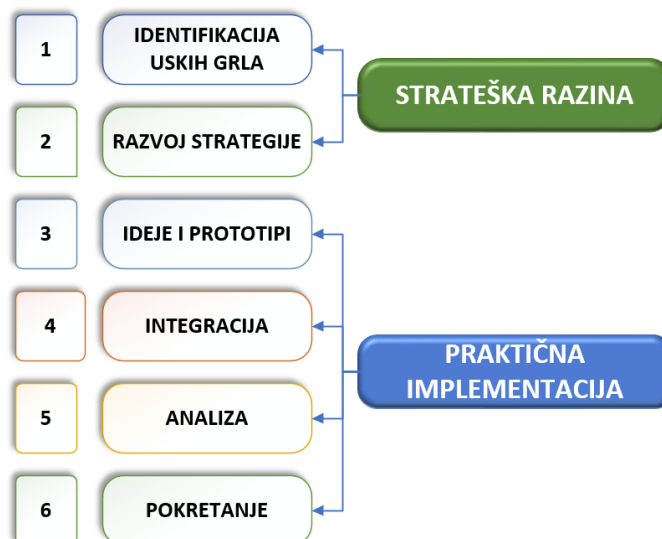 1
IDENTIFIKACIJA
USKIH GRLA
STRATEŠKA RAZINA
2
RAZVOJ STRATEGIJE
3
IDEJE I PROTOTIPI
4
INTEGRACIJA
PRAKTIČNA
IMPLEMENTACIJA
5
ANALIZA
6
POKRETANJE